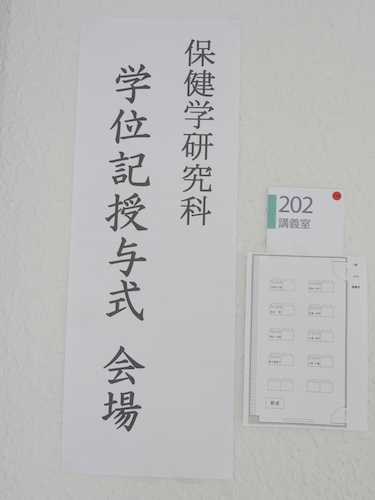 保健学研究科
学位記授与式 会場
202
講義室